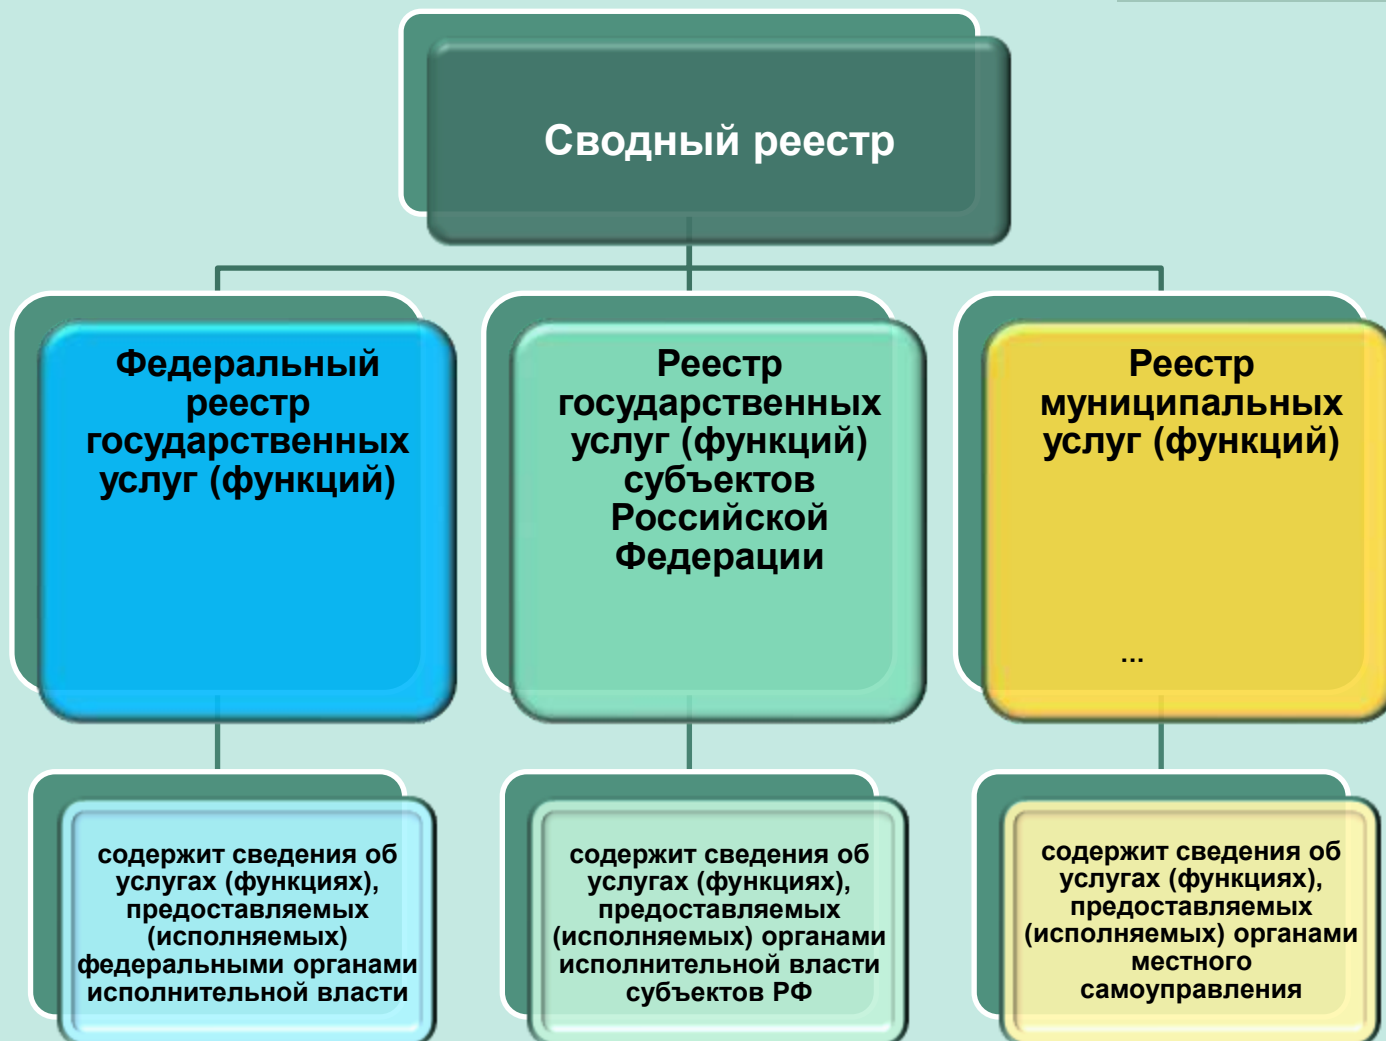 Сводный реестр
Федеральный
реестр
государственных
услуг (функций)
Реестр
государственных
услуг (функций)
субъектов
Российской
Федерации
Реестр
муниципальных
услуг (функций)
...
содержит сведения об
услугах (функциях),
предоставляемых
(исполняемых)
федеральными органами
исполнительной власти
содержит сведения об
услугах (функциях),
предоставляемых
(исполняемых) органами
исполнительной власти
субъектов РФ
содержит сведения об
услугах (функциях),
предоставляемых
(исполняемых) органами
местного
самоуправления